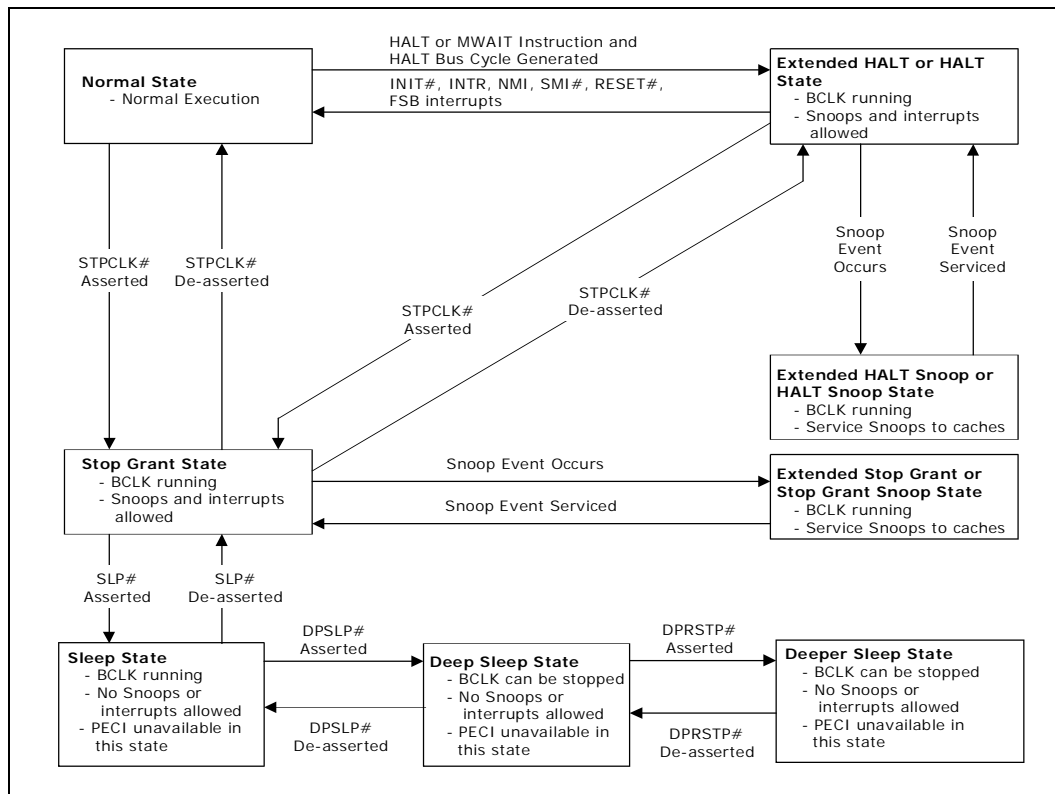 HALT or MWAIT Instruction and
HALT Bus Cycle Generated
Normal State
- Normal Execution
INIT#, INTR, NMI, SMI#, RESET#,
FSB interrupts
Extended HALT or HALT
State
- BCLK running
- Snoops and interrupts
allowed
STPCLK#
Asserted
STPCLK#
De-asserted
STPCLK#
Asserted
STPCLK#
De-asserted
Snoop
Event
Occurs
Snoop
Event
Serviced
Extended HALT Snoop or
HALT Snoop State
- BCLK running
- Service Snoops to caches
Stop Grant State
- BCLK running
- Snoops and interrupts
allowed
Snoop Event Occurs
Snoop Event Serviced
Extended Stop Grant or
Stop Grant Snoop State
- BCLK running
- Service Snoops to caches
SLP#
Asserted
SLP#
De-asserted
Sleep State
- BCLK running
- No Snoops or
interrupts allowed
- PECI unavailable in
this state
DPSLP#
Asserted
DPSLP#
De-asserted
Deep Sleep State
- BCLK can be stopped
- No Snoops or
interrupts allowed
- PECI unavailable in
this state
DPRSTP#
Asserted
DPRSTP#
De-asserted
Deeper Sleep State
- BCLK can be stopped
- No Snoops or
interrupts allowed
- PECI unavailable in
this state